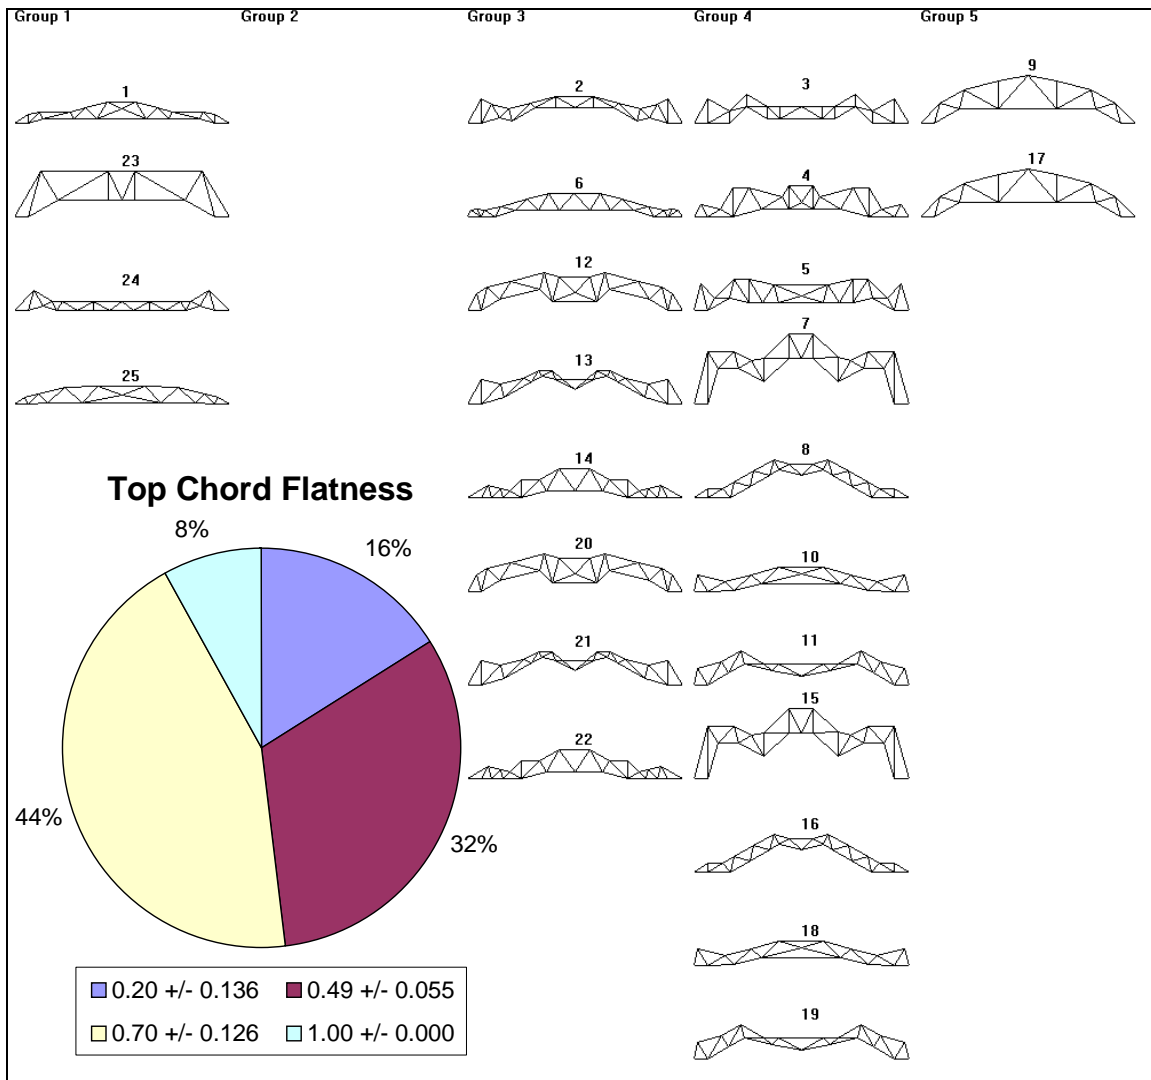 Group 1 Group 2 Group 3 Group 4 Group 5
1 2 3 9
23 6 4 17
24 12 5
25 13 7
14 8
20 10
21 11
22 15
16
18
19
Top Chord Flatness
8% 16%
44% 32%
0.20 +/- 0.136 0.49 +/- 0.055
0.70 +/- 0.126 1.00 +/- 0.000